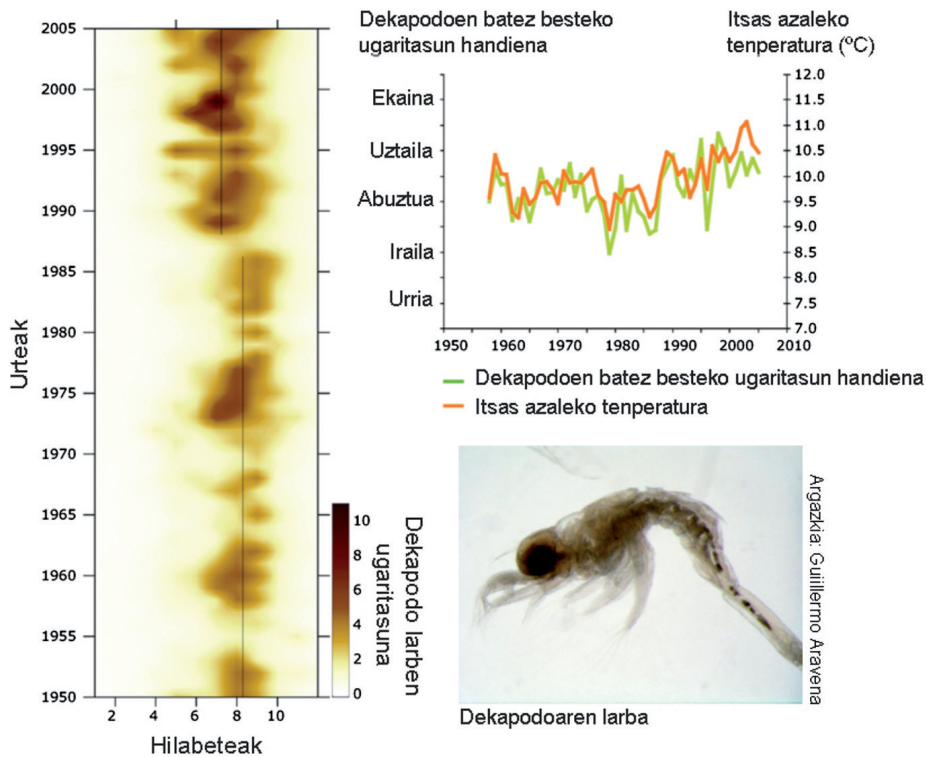 2005
2000
1995
1990
1985
1980
1975
1970
1965
1960
1955
1950
Urteak
2 4 6 8 10
Hilabeteak
10
8
6
4
2
0
Dekapodo larben
ugaritasuna
Dekapodoen batez besteko
ugaritasun handiena
Itsas azaleko
tenperatura (ºC)
Ekaina
Uztaila
Abuztua
Iraila
Urria
12.0
11.5
11.0
10.5
10.0
9.5
9.0
8.5
8.0
7.5
7.0
1950 1960 1970 1980 1990 2000 2010
Dekapodoen batez besteko ugaritasun handiena
Itsas azaleko tenperatura
Argazkia: Guiillermo Aravena
Dekapodoaren larba